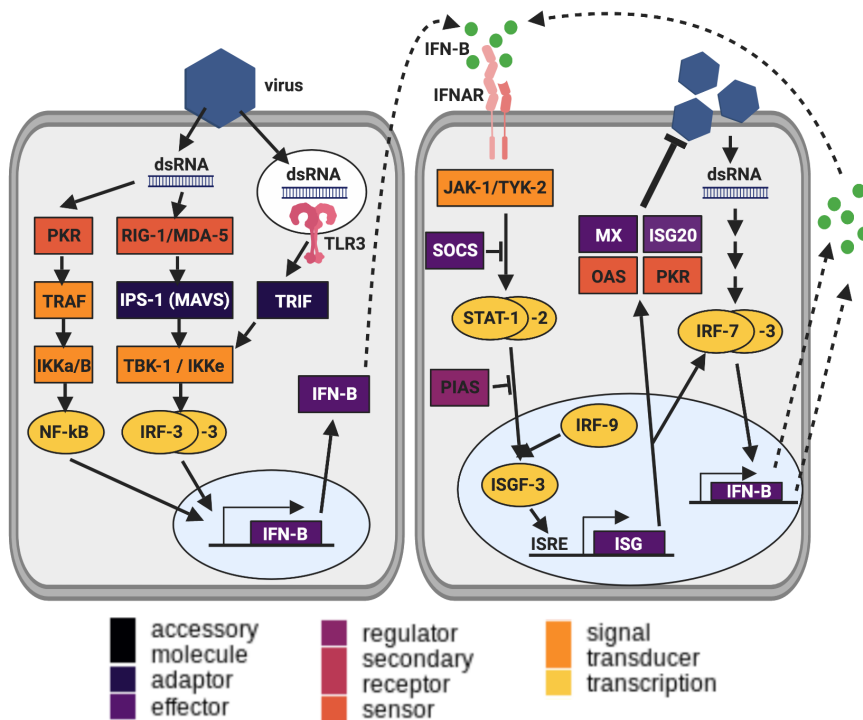 virus
dsRNA
dsRNA
TLR3
PKR
RIG-1/MDA-5
TRAF
IPS-1 (MAVS)
TRIF
IKKa/B
TBK-1 / IKKe
NF-kB
IRF-3
-3
IFN-B
IFN-B
IFN-B
IFNAR
JAK-1/TYK-2
SOCS
STAT-1
-2
PIAS
IRF-9
ISGF-3
ISRE
ISG
MX
ISG20
OAS
PKR
dsRNA
IRF-7
-3
IFN-B
accessory
molecule
adaptor
effector
regulator
secondary
receptor
sensor
signal
transducer
transcription